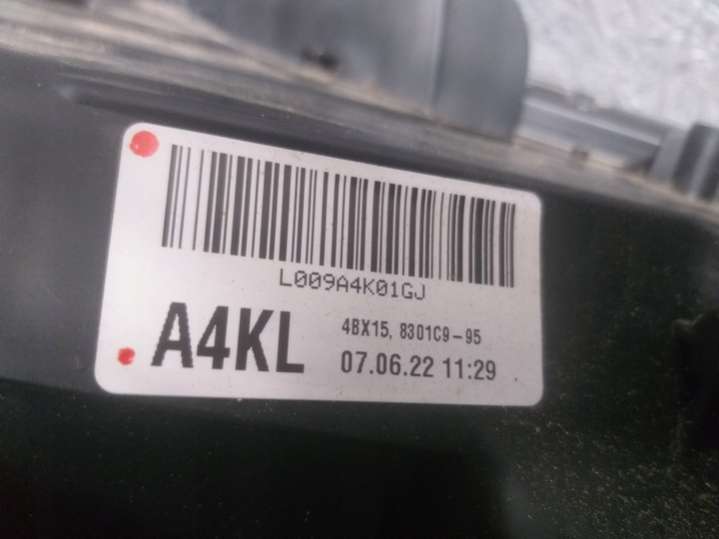 L009A4K01GJ
A4KL
4BX15, 8301C9-95
07.06.22 11:29